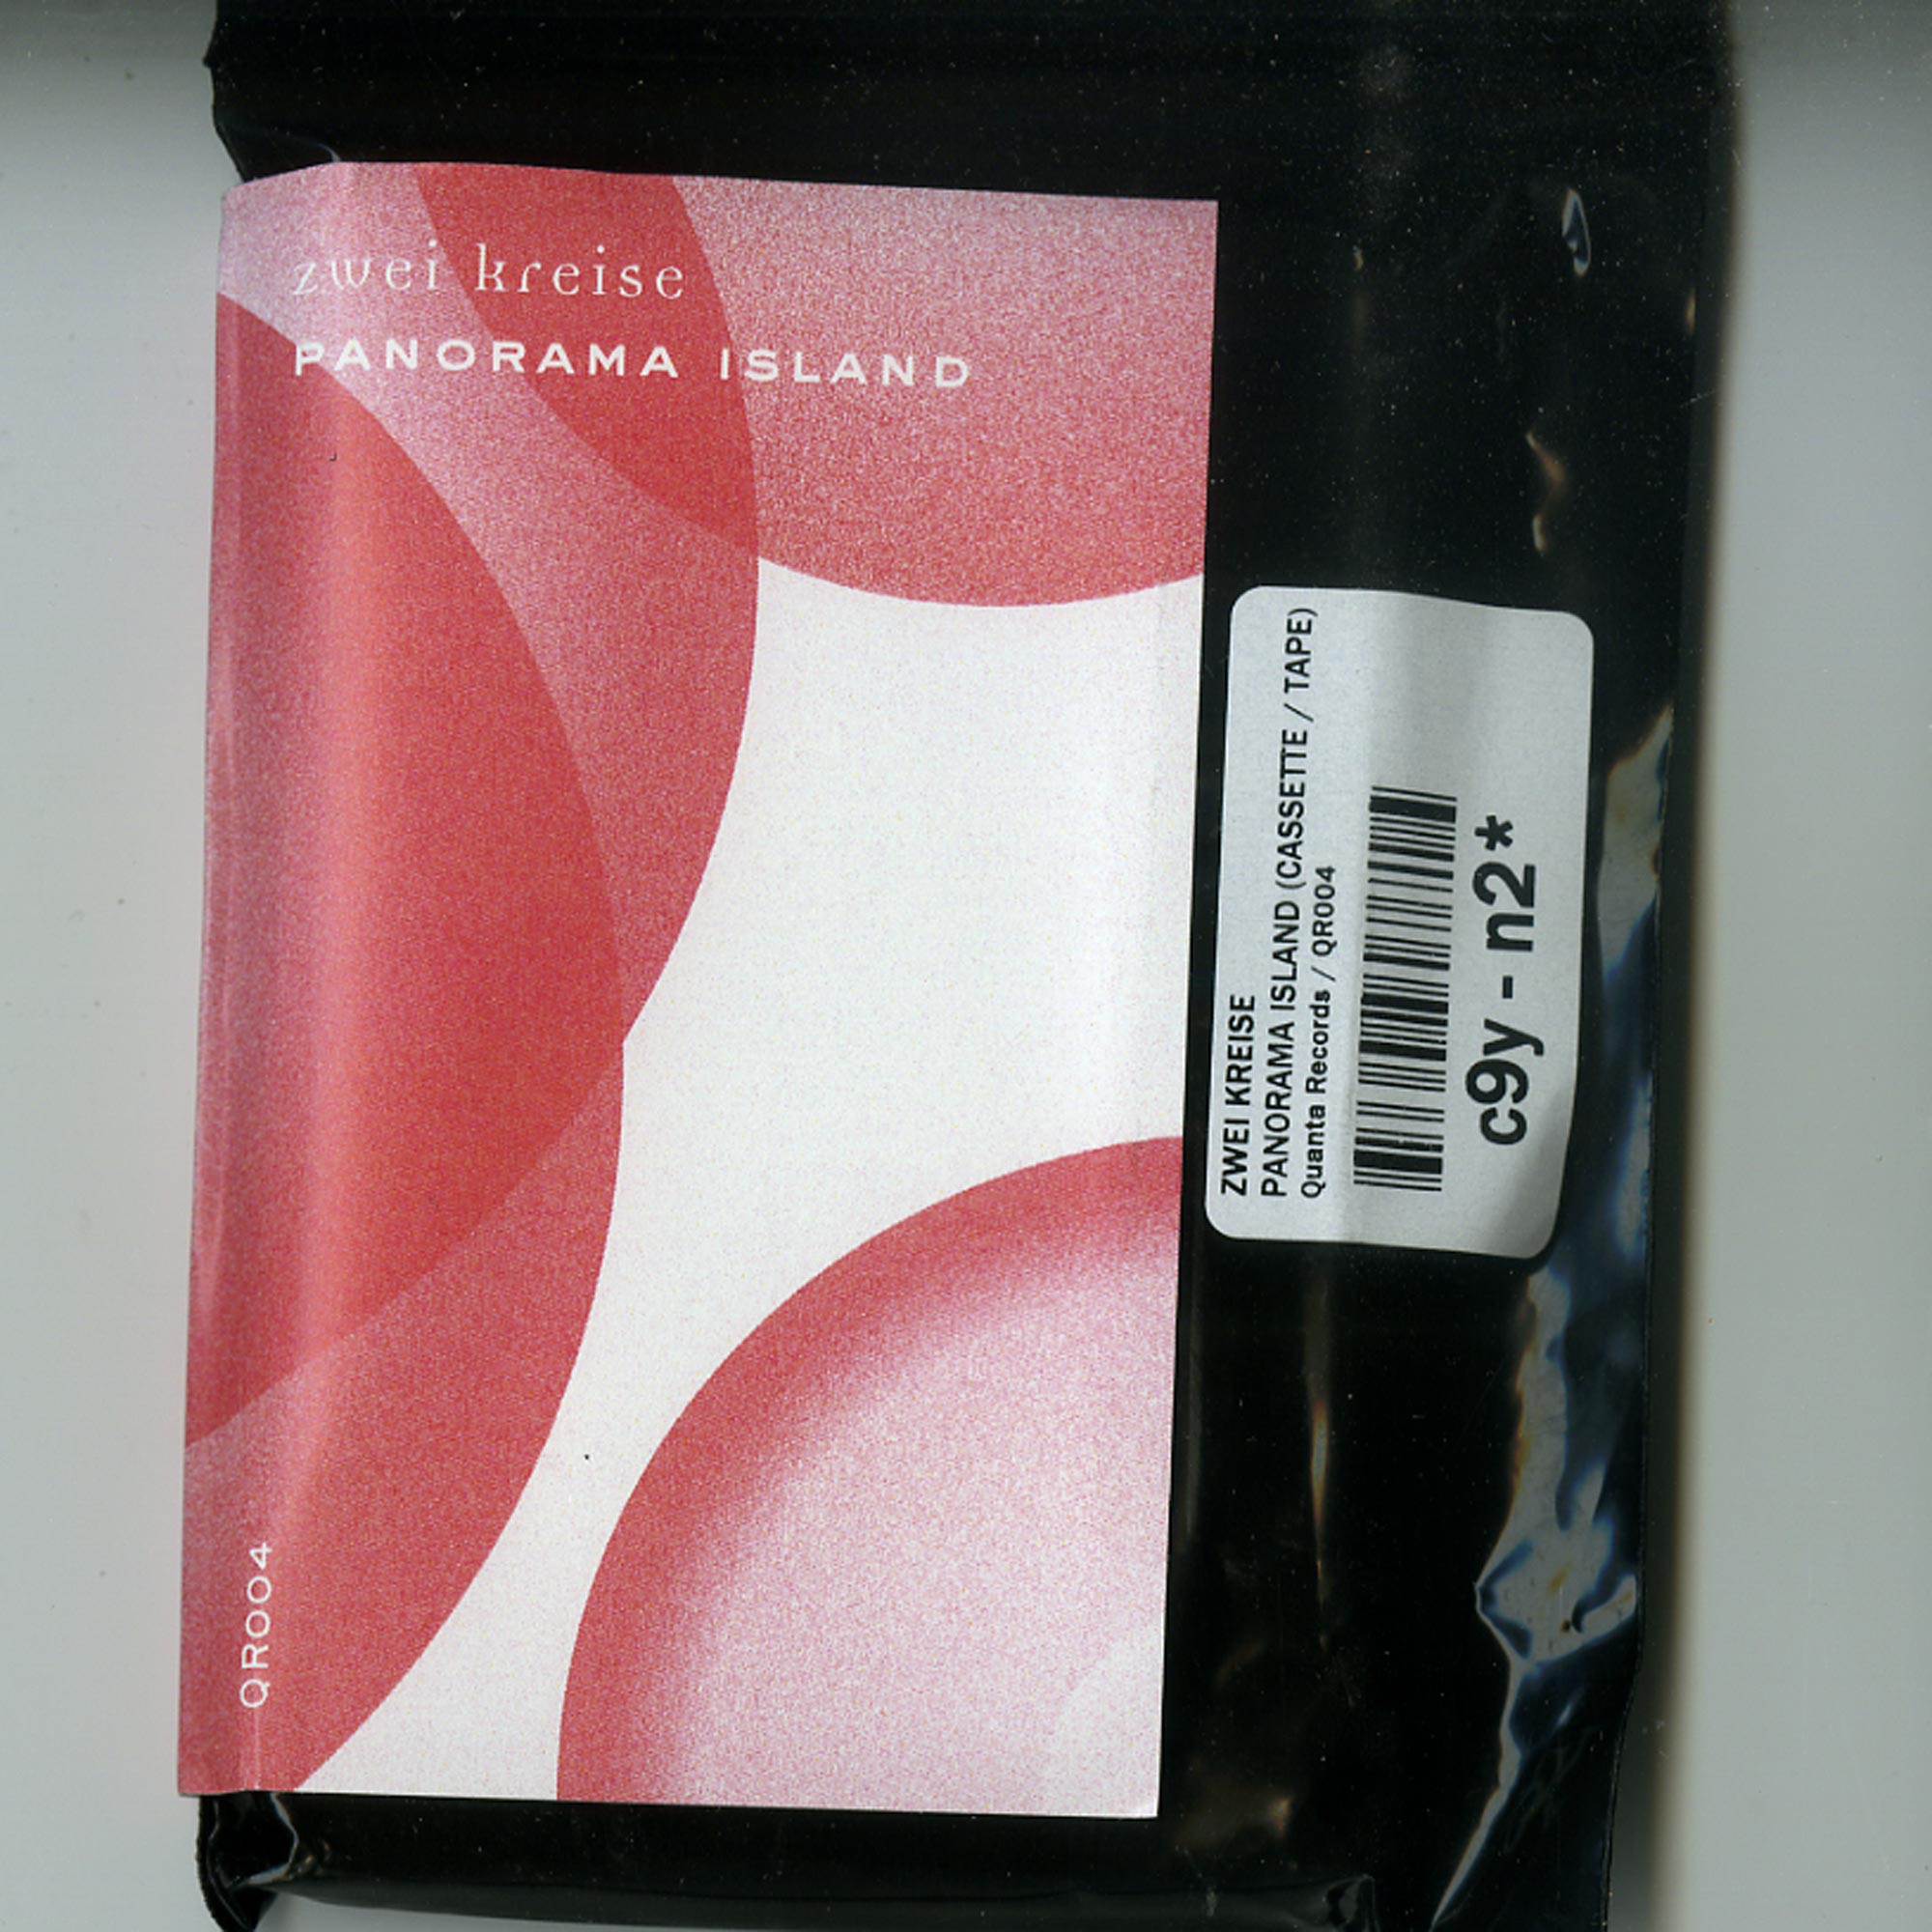 zwei kreise
PANORAMA ISLAND
QR004
ZWEI KREISE
PANORAMA ISLAND (CASSETTE / TAPE)
Quanta Records / QR004
c9y - n2*